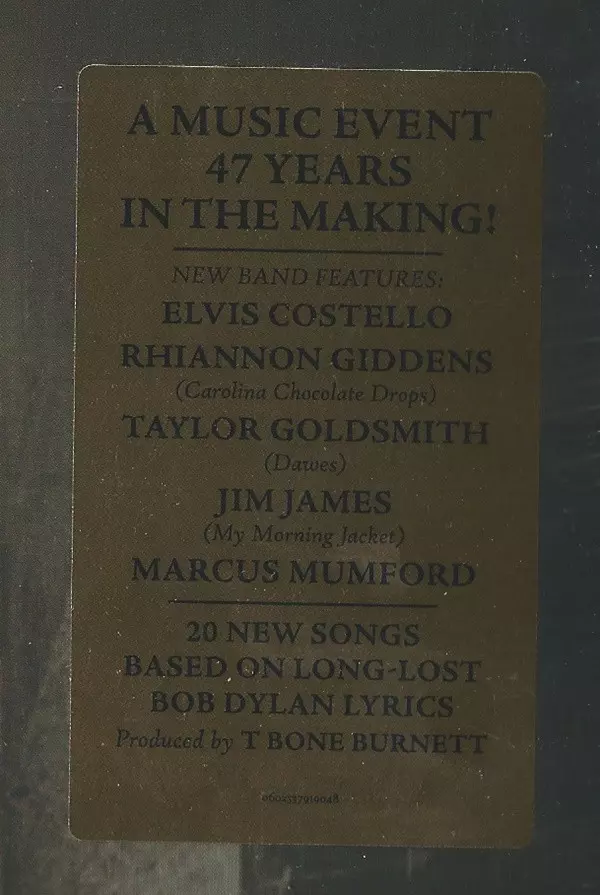 A MUSIC EVENT
47 YEARS
IN THE MAKING!
NEW BAND FEATURES:
ELVIS COSTELLO
RHIANNON GIDDENS
(Carolina Chocolate Drops)
TAYLOR GOLDSMITH
(Dawes)
JIM JAMES
(My Morning Jacket)
MARCUS MUMFORD
20 NEW SONGS
BASED ON LONG-LOST
BOB DYLAN LYRICS
Produced by T BONE BURNETT
0602537919048